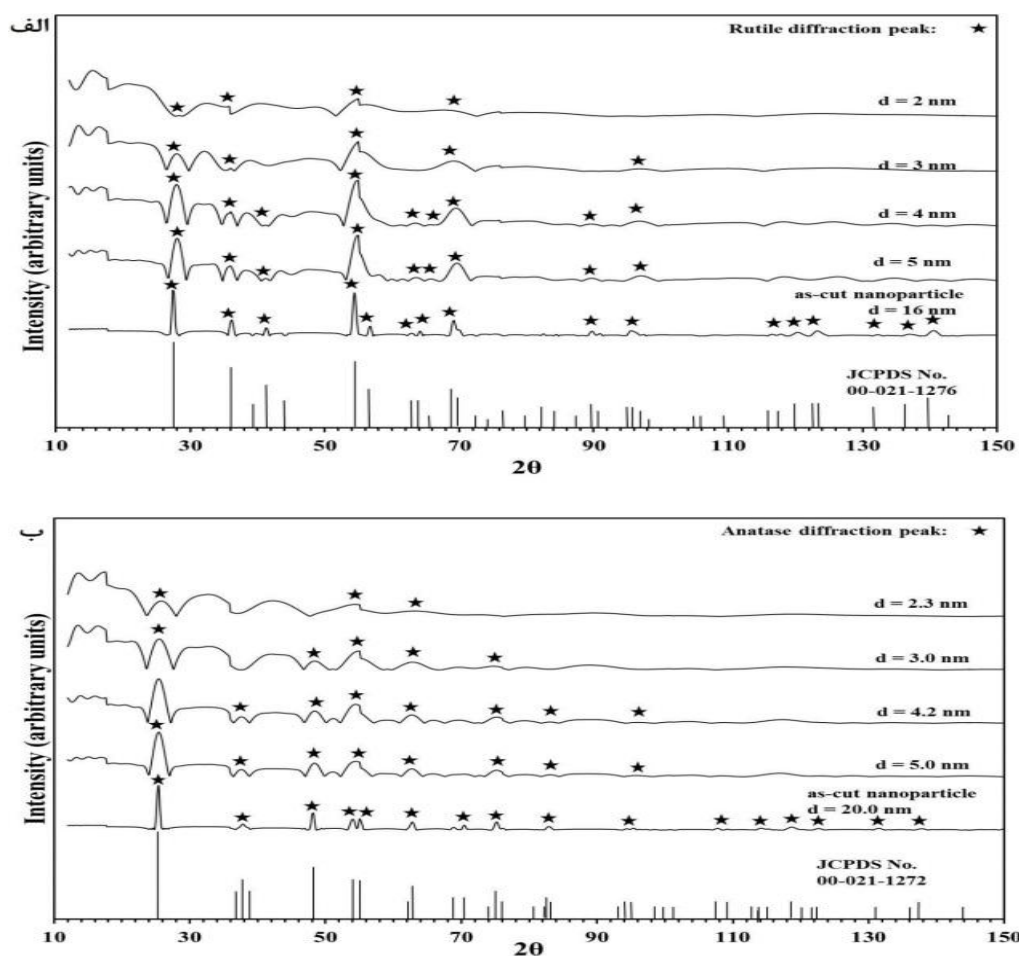 الف
Rutile diffraction peak: ★
Intensity (arbitrary units)
d = 2 nm
d = 3 nm
d = 4 nm
d = 5 nm
as-cut nanoparticle
d = 16 nm
JCPDS No.
00-021-1276
10 30 50 70 90 110 130 150
2θ
ب
Anatase diffraction peak: ★
Intensity (arbitrary units)
d = 2.3 nm
d = 3.0 nm
d = 4.2 nm
d = 5.0 nm
as-cut nanoparticle
d = 20.0 nm
JCPDS No.
00-021-1272
10 30 50 70 90 110 130 150
2θ